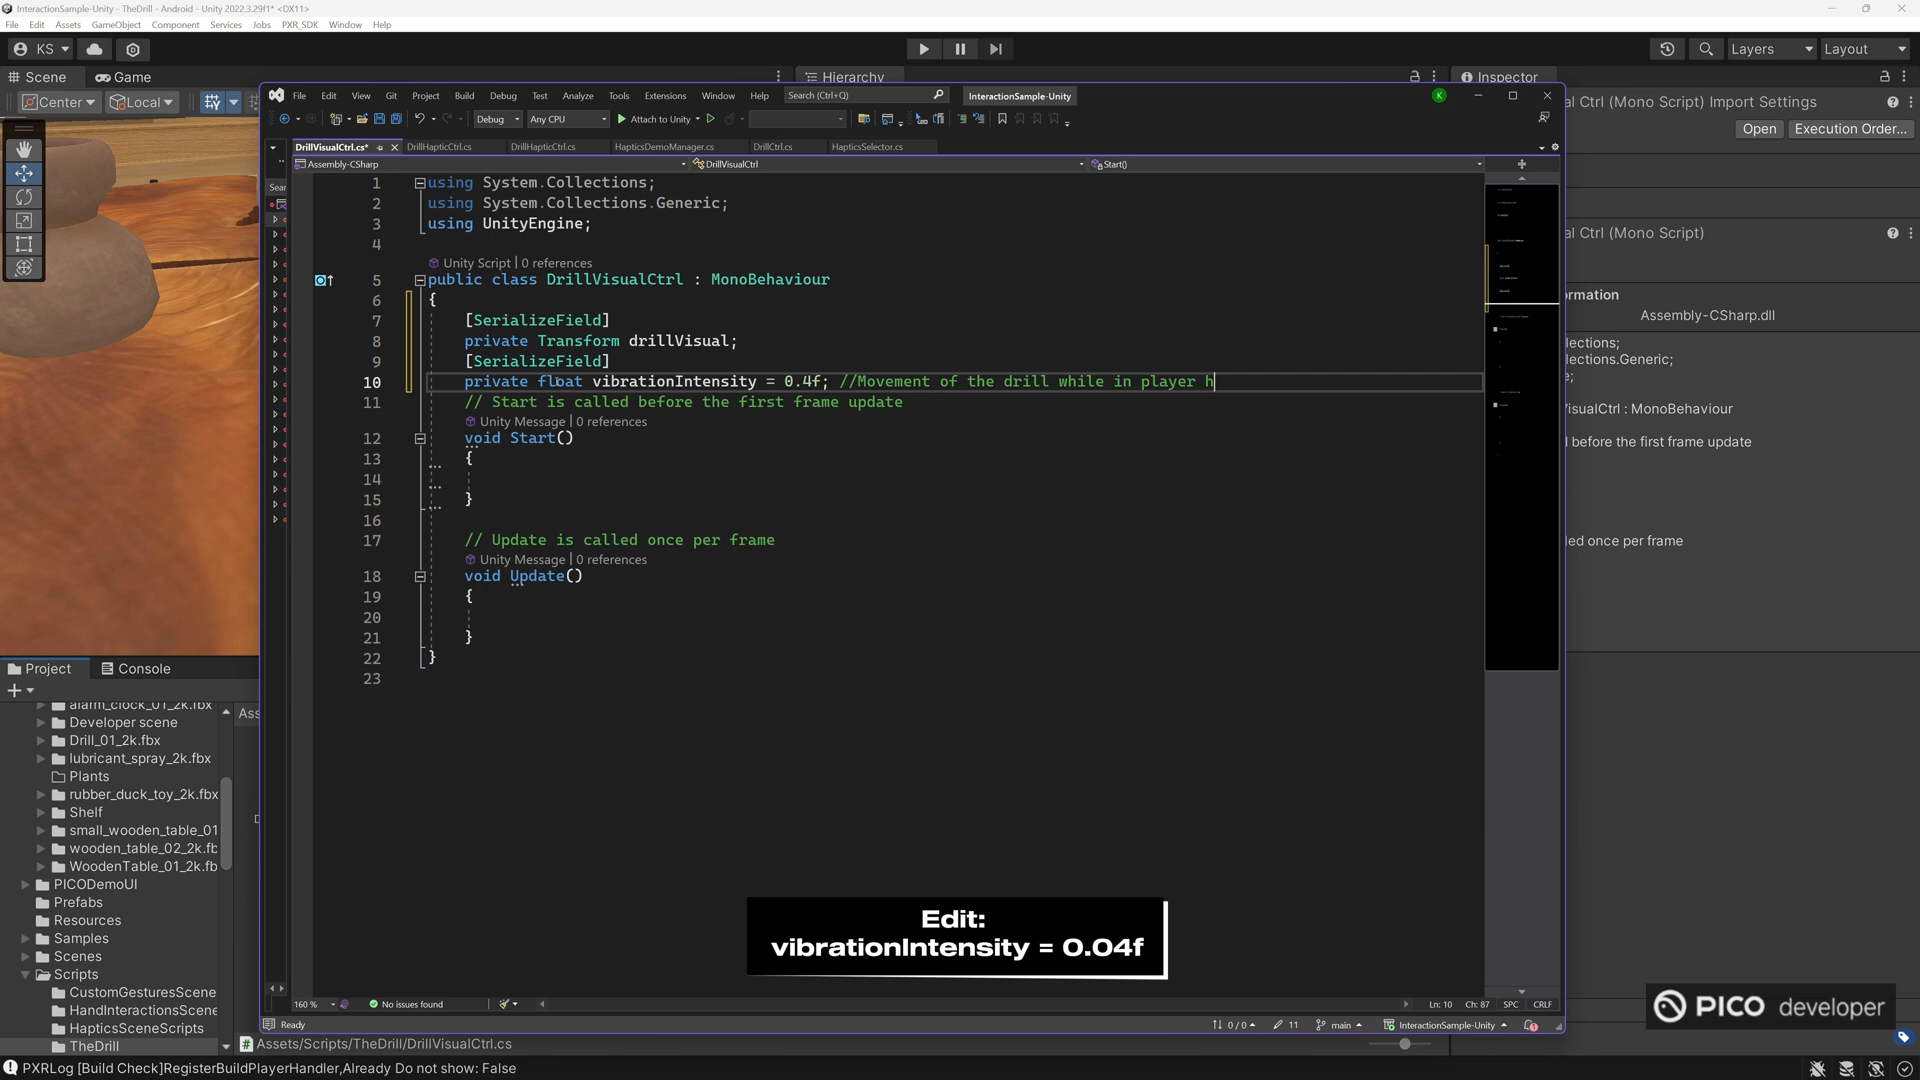 InteractionSample-Unity - TheDrill - Android - Unity 2022.3.29f1* <DX11>
File Edit Assets GameObject Component Services Jobs PXR_SDK Window Help
KS
Layers
Layout
Scene
Game
Hierarchy
Inspector
Center
Local
File Edit View Git Project Build Debug Test Analyze Tools Extensions Window Help
Search (Ctrl+Q)
InteractionSample-Unity
K
al Ctrl (Mono Script) Import Settings
Debug
Any CPU
Attach to Unity
Open
Execution Order...
DrillVisualCtrl.cs*
DrillHapticCtrl.cs
DrillHapticCtrl.cs
HapticsDemoManager.cs
DrillCtrl.cs
HapticsSelector.cs
Assembly-CSharp
DrillVisualCtrl
Start()
Sear
1 using System.Collections;
2 using System.Collections.Generic;
3 using UnityEngine;
4
Unity Script | 0 references
5 public class DrillVisualCtrl : MonoBehaviour
6 {
7 [SerializeField]
8 private Transform drillVisual;
9 [SerializeField]
10 private float vibrationIntensity = 0.4f; //Movement of the drill while in player h
11 // Start is called before the first frame update
Unity Message | 0 references
12 void Start()
13 {
14
15 }
16
17 // Update is called once per frame
Unity Message | 0 references
18 void Update()
19 {
20
21 }
22 }
23
al Ctrl (Mono Script)
rmation
Assembly-CSharp.dll
lections;
lections.Generic;
e;
isualCtrl : MonoBehaviour
before the first frame update
led once per frame
Project
Console
Ass
alarm_clock_01_2k.fbx
Developer scene
Drill_01_2k.fbx
lubricant_spray_2k.fbx
Plants
rubber_duck_toy_2k.fbx
Shelf
small_wooden_table_01
wooden_table_02_2k.fb
WoodenTable_01_2k.fb
PICODemoUI
Prefabs
Resources
Samples
Scenes
Scripts
CustomGesturesScene
HandInteractionsScene
HapticsSceneScripts
TheDrill
Edit:
vibrationIntensity = 0.04f
160 %
No issues found
Ln: 10 Ch: 87 SPC CRLF
Ready
0 / 0
11
main
InteractionSample-Unity
1
PICO developer
Assets/Scripts/TheDrill/DrillVisualCtrl.cs
PXRLog [Build Check]RegisterBuildPlayerHandler,Already Do not show: False